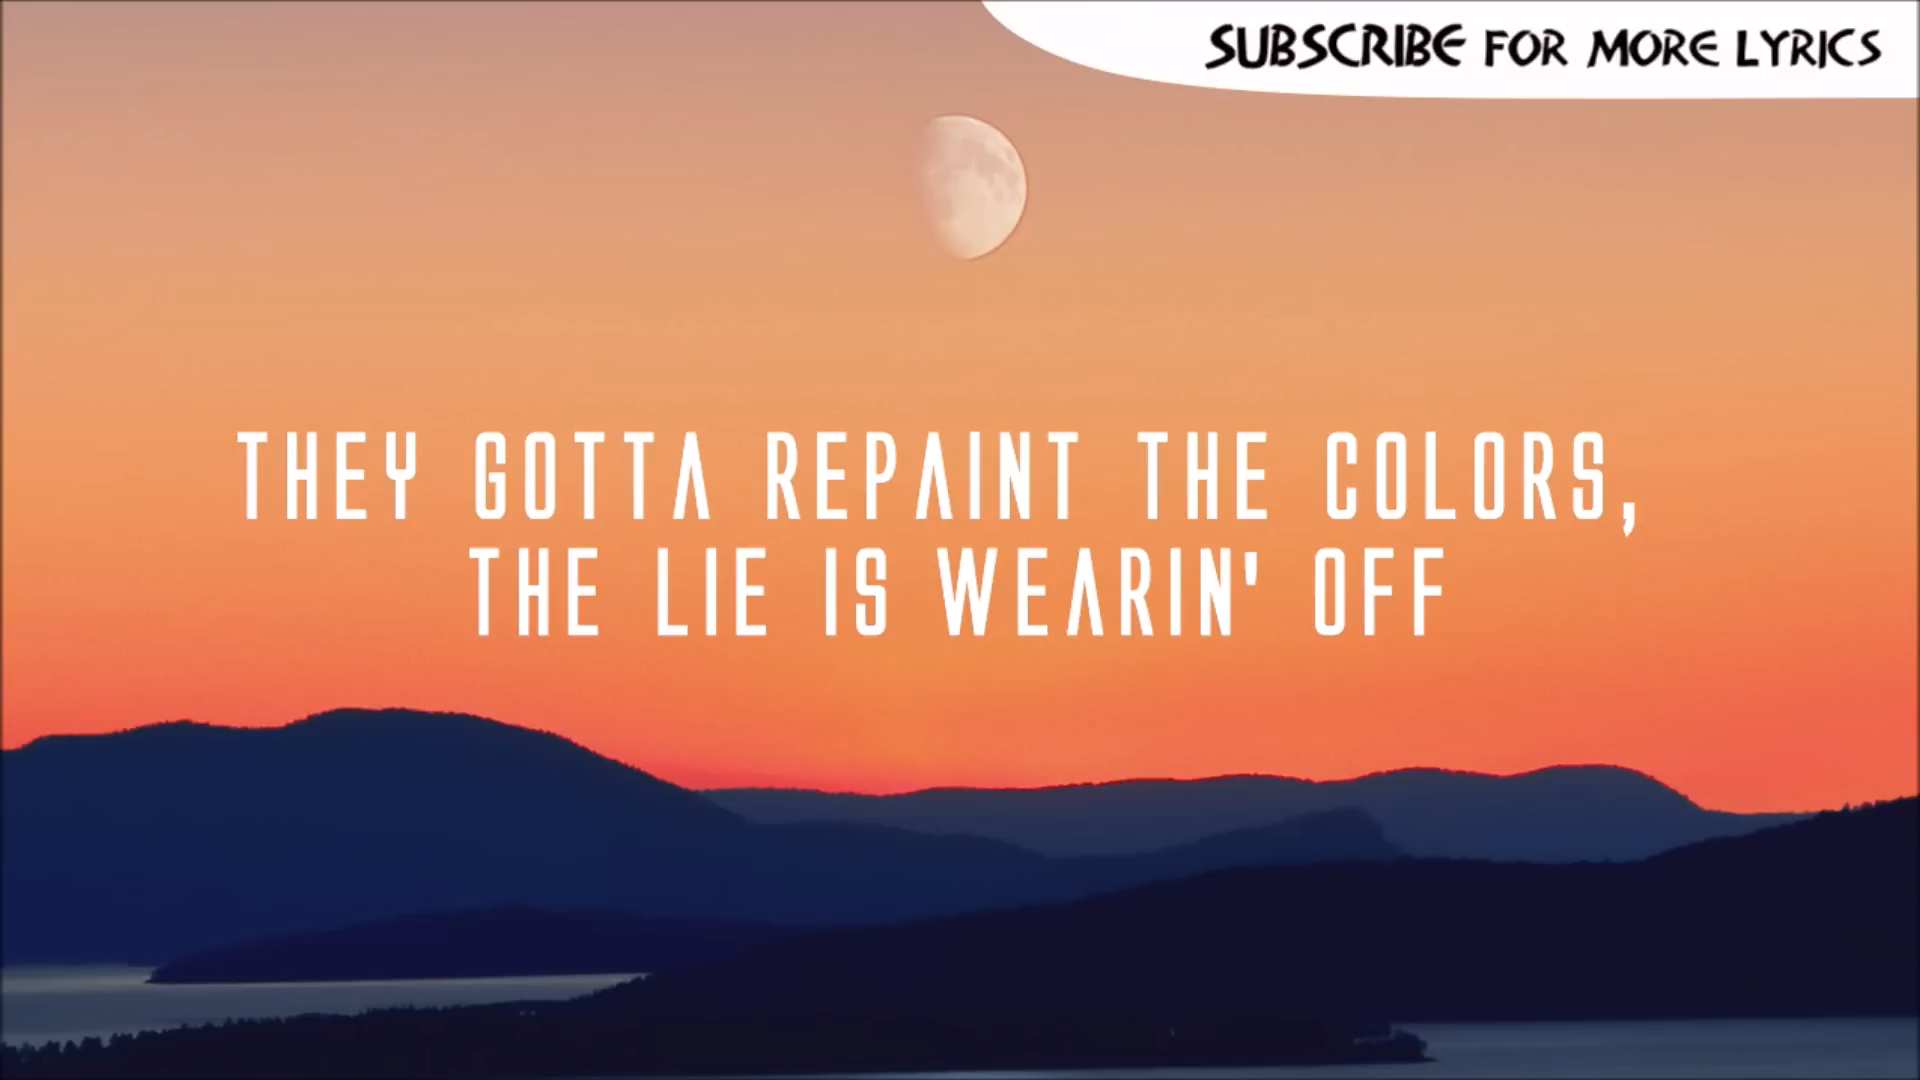 SUBSCRIBE FOR MORE LYRICS
THEY GOTTA REPAINT THE COLORS,
THE LIE IS WEARIN' OFF